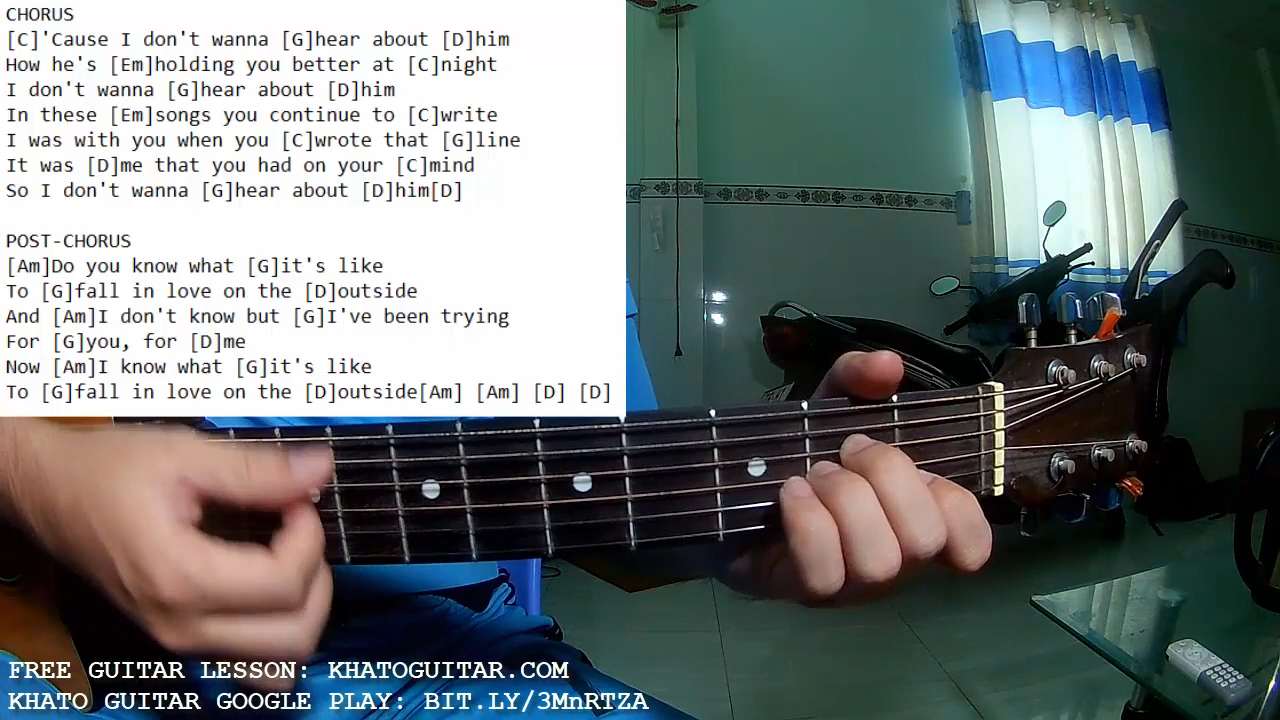 CHORUS
[C]'Cause I don't wanna [G]hear about [D]him
How he's [Em]holding you better at [C]night
I don't wanna [G]hear about [D]him
In these [Em]songs you continue to [C]write
I was with you when you [C]wrote that [G]line
It was [D]me that you had on your [C]mind
So I don't wanna [G]hear about [D]him[D]
POST-CHORUS
[Am]Do you know what [G]it's like
To [G]fall in love on the [D]outside
And [Am]I don't know but [G]I've been trying
For [G]you, for [D]me
Now [Am]I know what [G]it's like
To [G]fall in love on the [D]outside[Am] [Am] [D] [D]
FREE GUITAR LESSON: KHATOGUITAR.COM
KHATO GUITAR GOOGLE PLAY: BIT.LY/3MnRTZA